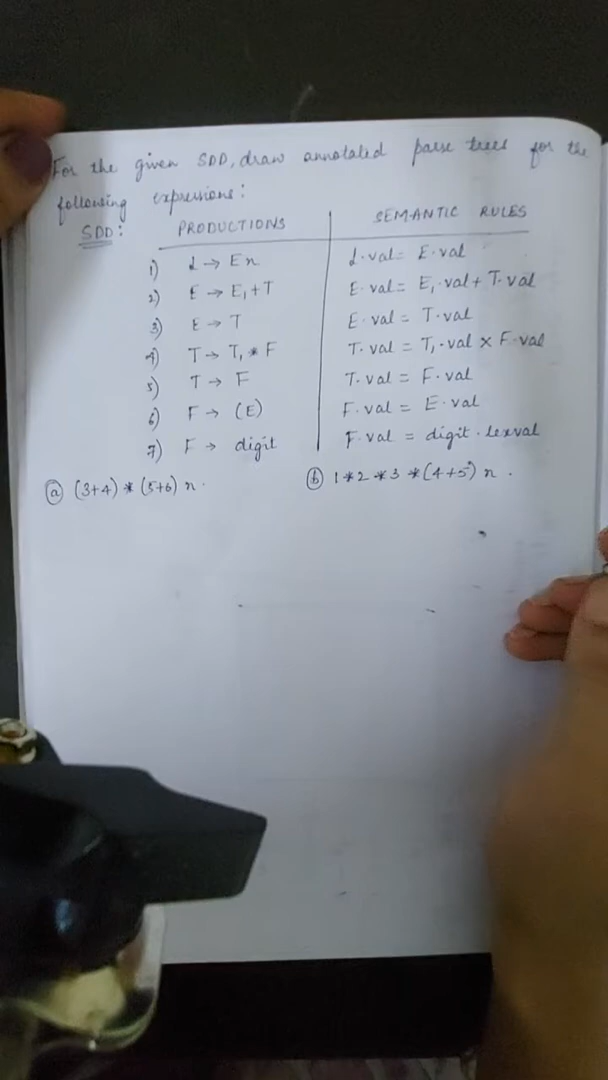 For the given SDD, draw annotated parse trees for the
following expressions:
SDD: PRODUCTIONS SEMANTIC RULES
1) L → En L.val = E.val
2) E → E₁ + T E.val = E₁.val + T.val
3) E → T E.val = T.val
4) T → T₁ * F T.val = T₁.val × F.val
5) T → F T.val = F.val
6) F → (E) F.val = E.val
7) F → digit F.val = digit.lexval
ⓐ (3+4) * (5+6) n. ⓑ 1*2*3*(4+5) n.